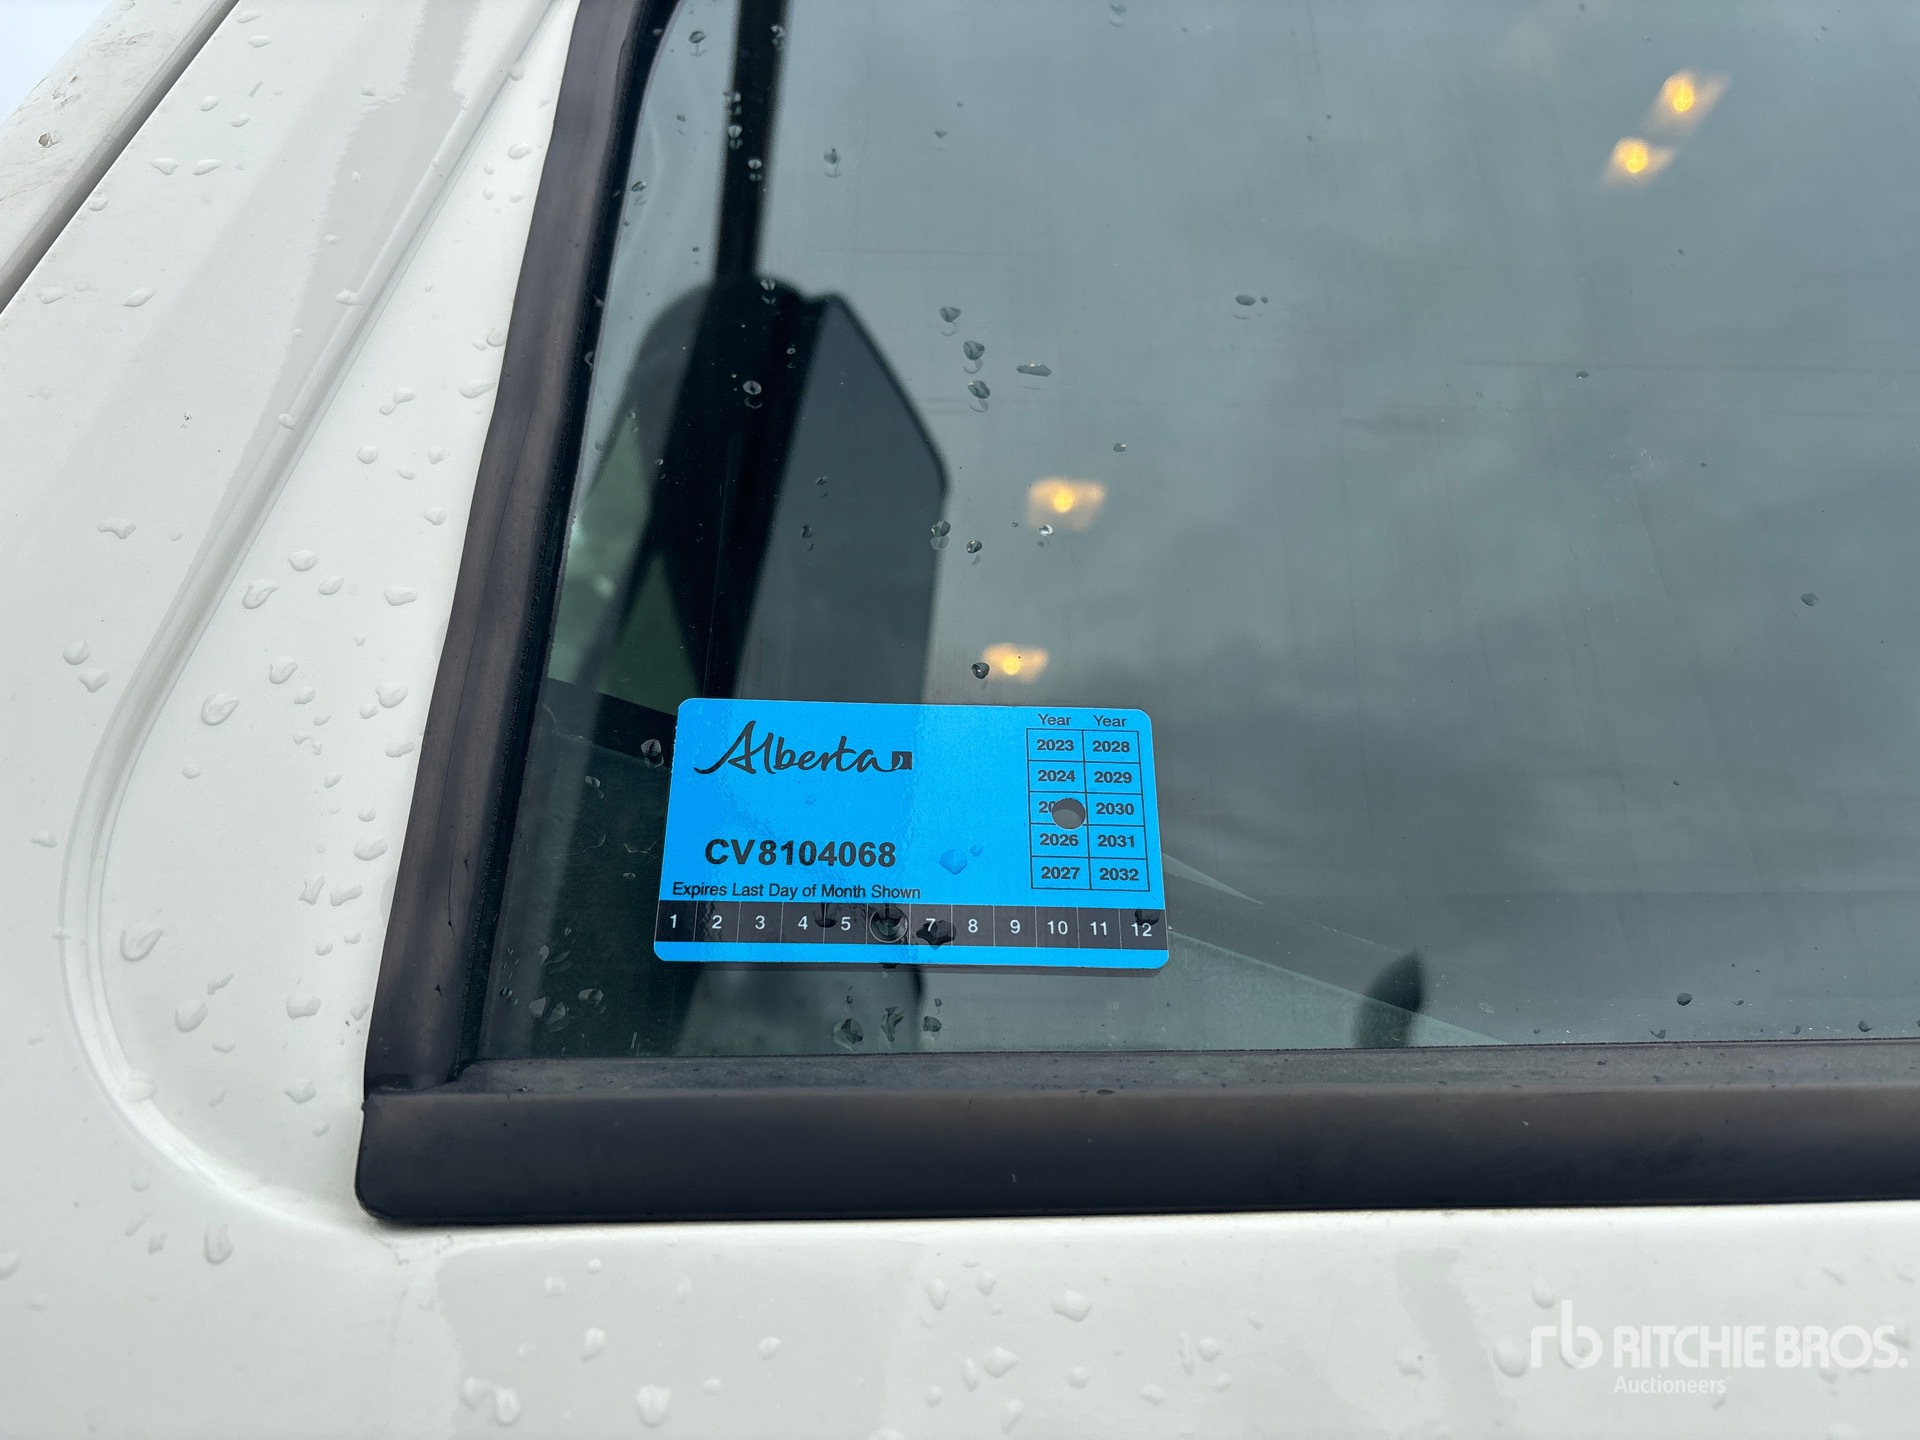 Alberta
Year Year
2023 2028
2024 2029
2030
2026 2031
2027 2032
CV8104068
Expires Last Day of Month Shown
1 2 3 4 5 7 8 9 10 11 12
rb RITCHIE BROS.
Auctioneers